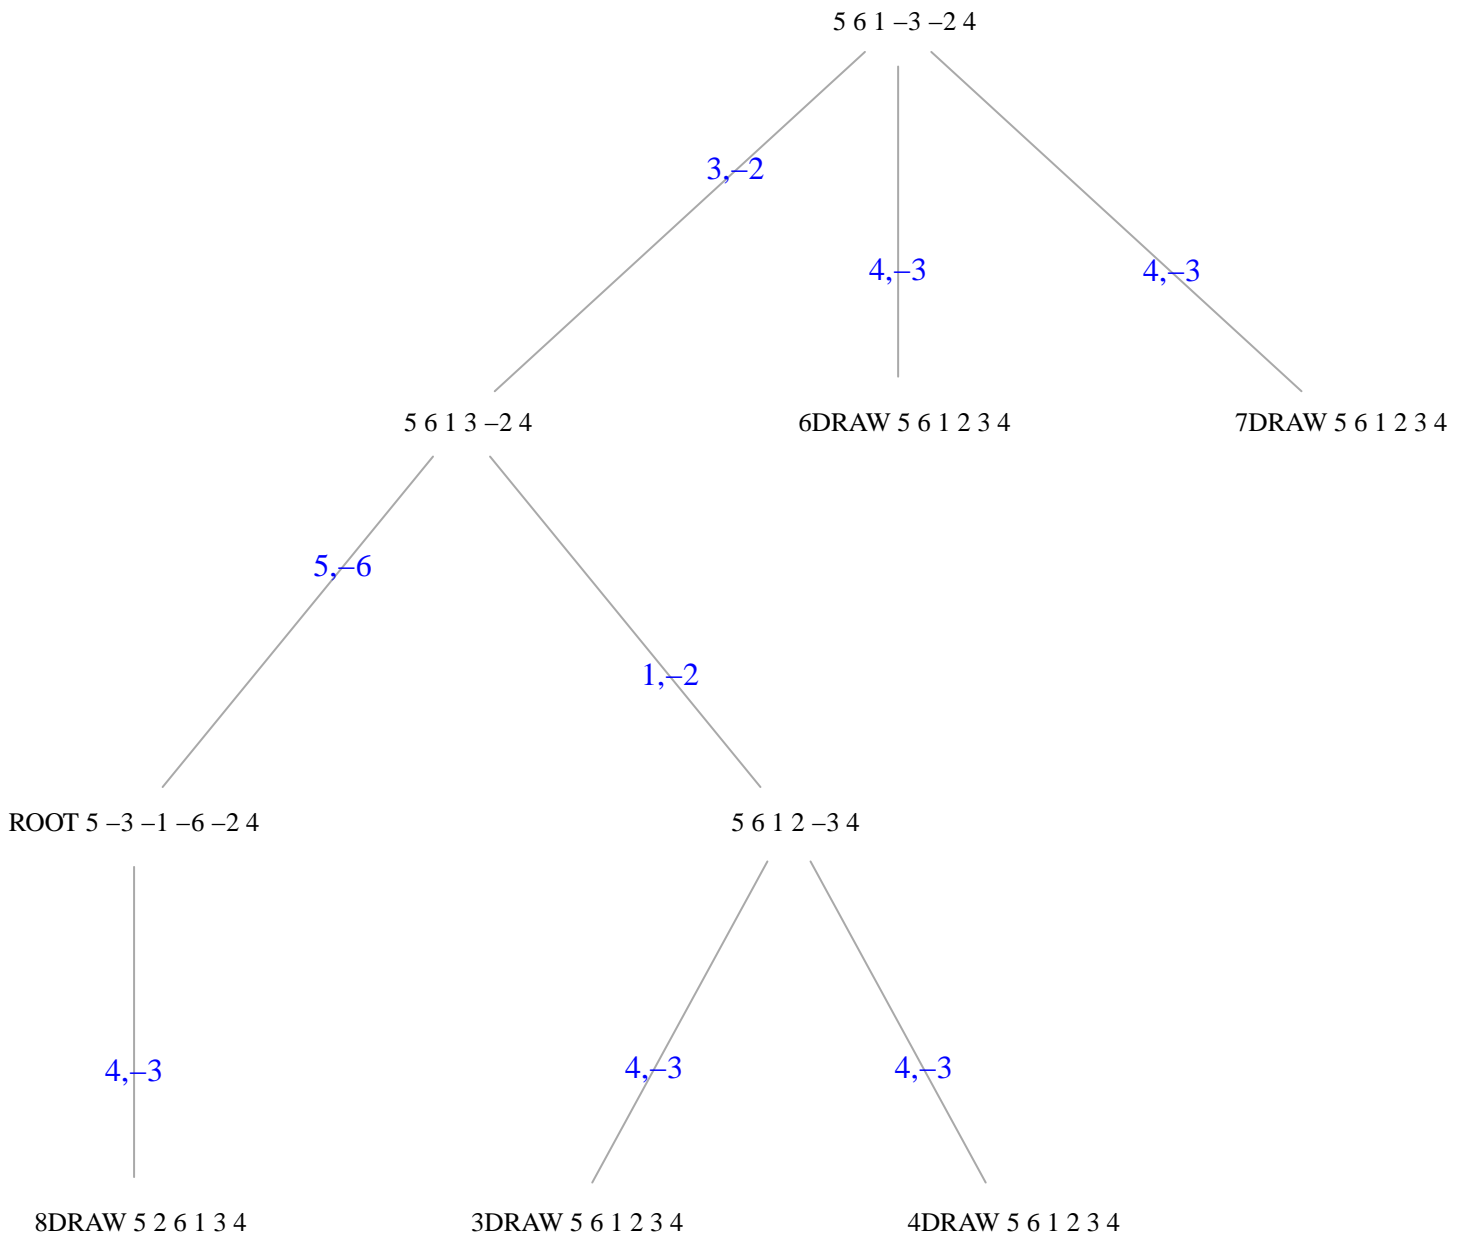 5 6 1 –3 –2 4
3,–2
4,–3
4,–3
5 6 1 3 –2 4
6DRAW 5 6 1 2 3 4
7DRAW 5 6 1 2 3 4
5,–6
1,–2
ROOT 5 –3 –1 –6 –2 4
5 6 1 2 –3 4
4,–3
4,–3
4,–3
8DRAW 5 2 6 1 3 4
3DRAW 5 6 1 2 3 4
4DRAW 5 6 1 2 3 4